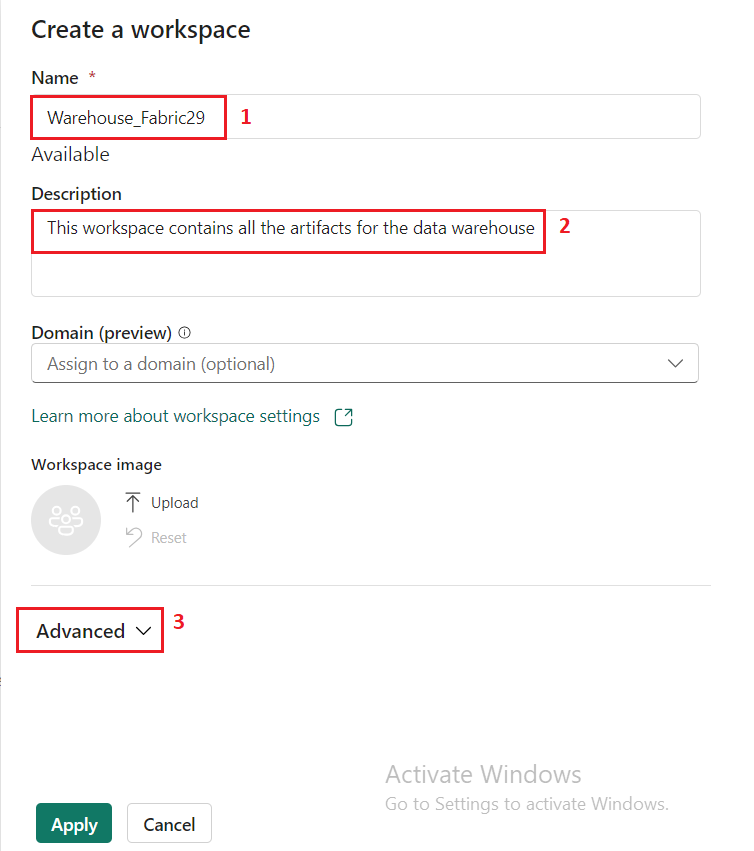 Create a workspace
Name *
Warehouse_Fabric29 1
Available
Description
This workspace contains all the artifacts for the data warehouse 2
Domain (preview)
Assign to a domain (optional)
Learn more about workspace settings
Workspace image
Upload
Reset
Advanced 3
Activate Windows
Go to Settings to activate Windows.
Apply Cancel